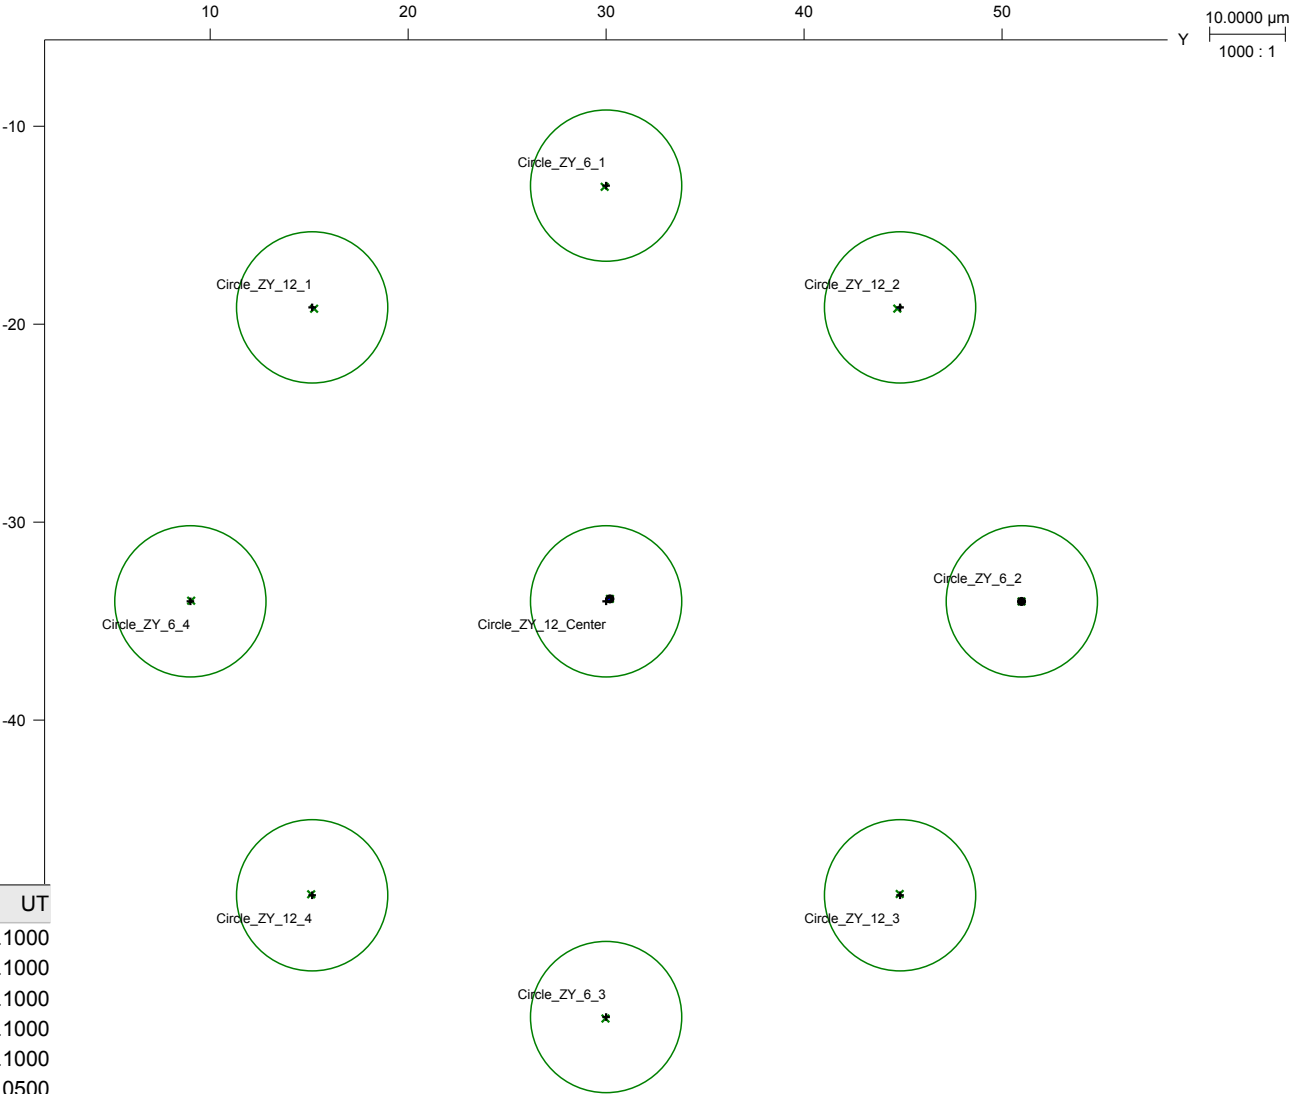 10 20 30 40 50
10.0000 µm
Y
1000 : 1
-10
Circle_ZY_6_1
Circle_ZY_12_1 Circle_ZY_12_2
-20
-30
Circle_ZY_6_2
Circle_ZY_6_4 Circle_ZY_12_Center
-40
UT
.1000
Circle_ZY_12_4 Circle_ZY_12_3
.1000
.1000
Circle_ZY_6_3
.1000
.1000
0500